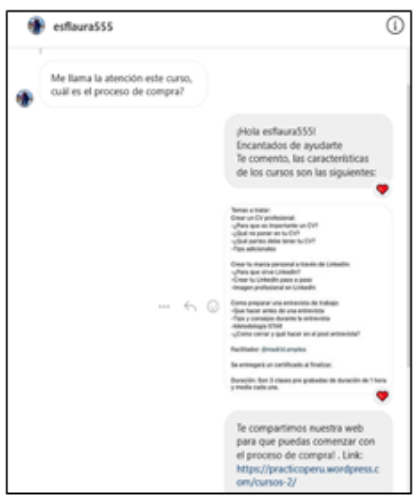 esflaura555
Me llama la atención este curso,
cuál es el proceso de compra?
¡Hola esflaura555!
Encantados de ayudarte
Te comento, las características
de los cursos son las siguientes:
Temas a tratar:
Crear un CV profesional:
-¿Para que es importante un CV?
-¿Qué no poner en tu CV?
-¿Qué partes debe tener tu CV?
-Tips adicionales
Crear tu marca personal a través de LinkedIn:
-¿Para que sirve LinkedIn?
-Crear tu LinkedIn paso a paso
-Imagen profesional en LinkedIn
Como preparar una entrevista de trabajo:
-Que hacer antes de una entrevista
-Tips y consejos durante la entrevista
-Metodología STAR
-¿Como cerrar y qué hacer en el post entrevista?
Facilitador: @madrid.empleo
Se entregará un certificado al finalizar.
Duración: Son 3 clases pre grabadas de duración de 1 hora
y media cada una.
Te compartimos nuestra web
para que puedas comenzar con
el proceso de compra! . Link:
https://practicoperu.wordpress.c
om/cursos-2/